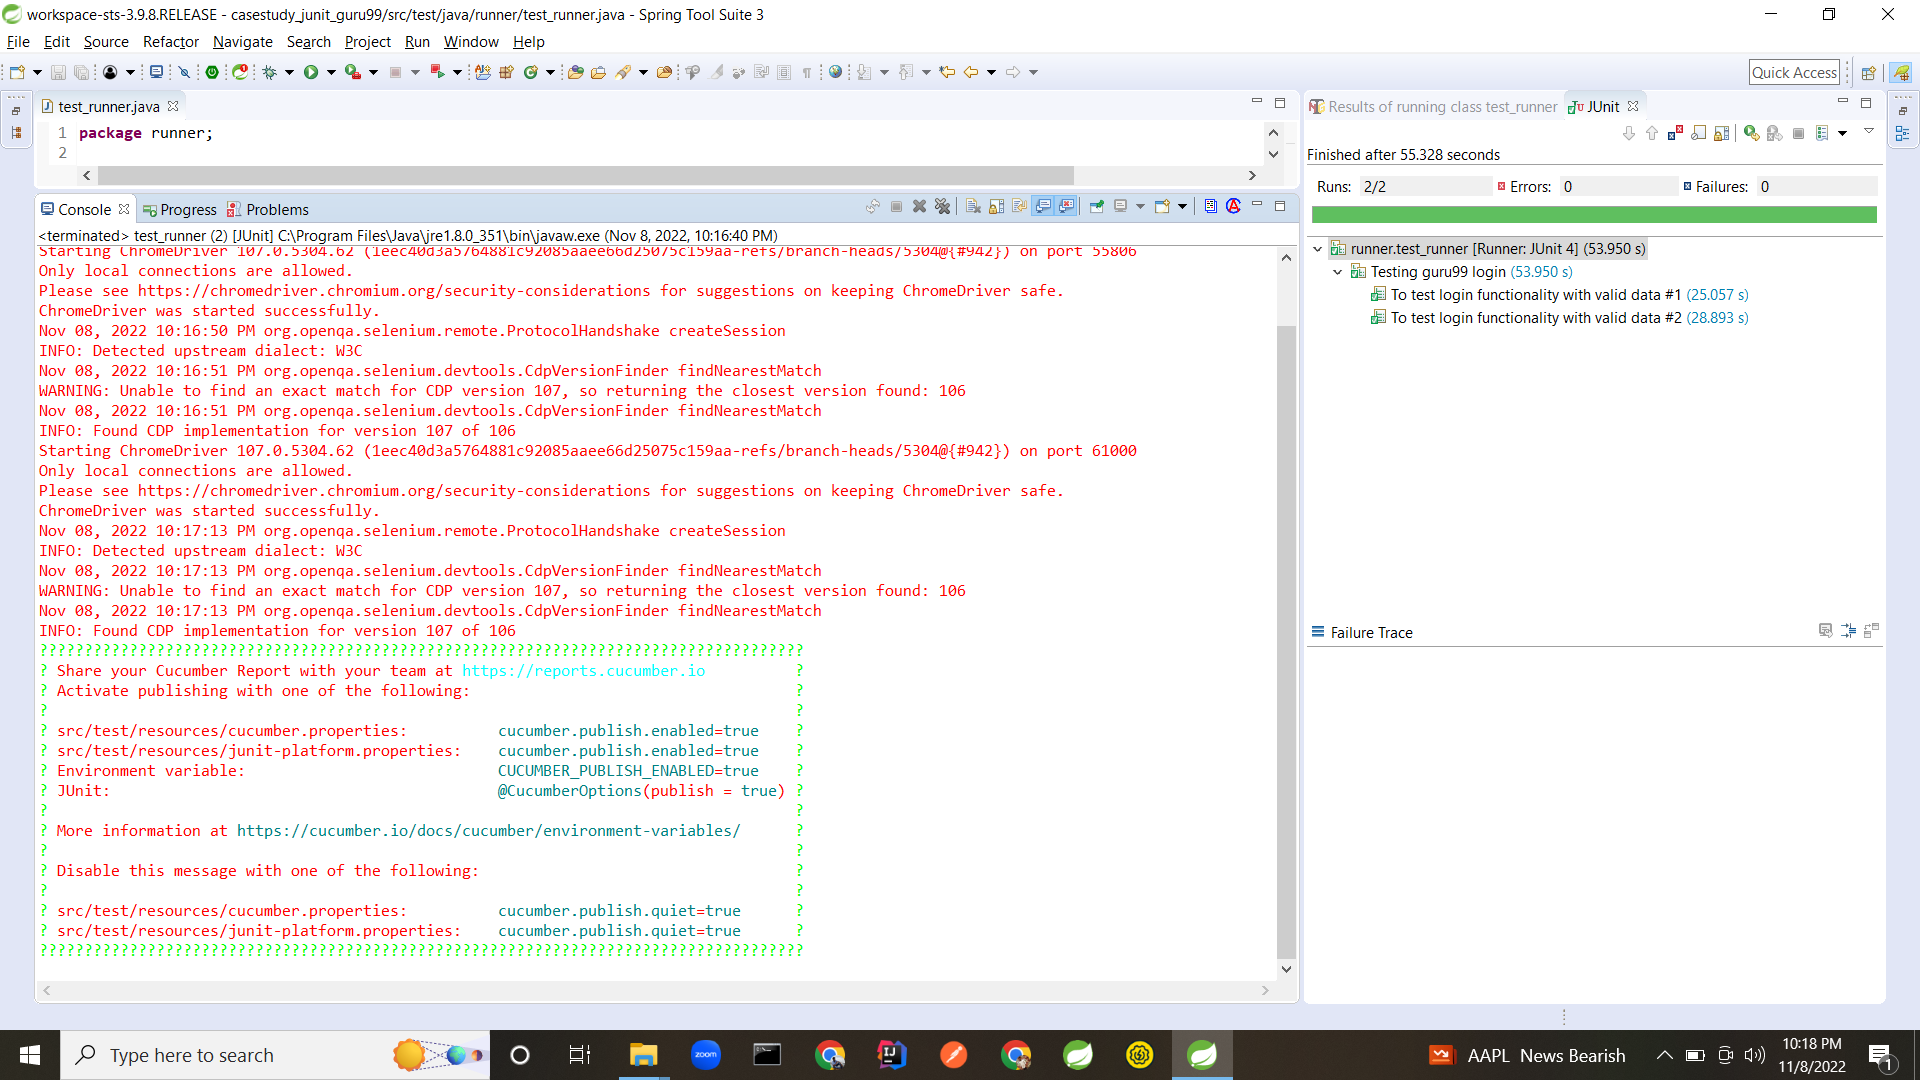 workspace-sts-3.9.8.RELEASE - casestudy_junit_guru99/src/test/java/runner/test_runner.java - Spring Tool Suite 3
File Edit Source Refactor Navigate Search Project Run Window Help
Quick Access
test_runner.java
1 package runner;
2
Console Progress Problems
<terminated> test_runner (2) [JUnit] C:\Program Files\Java\jre1.8.0_351\bin\javaw.exe (Nov 8, 2022, 10:16:40 PM)
Starting ChromeDriver 107.0.5304.62 (1eec40d3a5764881c92085aaee66d25075c159aa-refs/branch-heads/5304@{#942}) on port 55806
Only local connections are allowed.
Please see https://chromedriver.chromium.org/security-considerations for suggestions on keeping ChromeDriver safe.
ChromeDriver was started successfully.
Nov 08, 2022 10:16:50 PM org.openqa.selenium.remote.ProtocolHandshake createSession
INFO: Detected upstream dialect: W3C
Nov 08, 2022 10:16:51 PM org.openqa.selenium.devtools.CdpVersionFinder findNearestMatch
WARNING: Unable to find an exact match for CDP version 107, so returning the closest version found: 106
Nov 08, 2022 10:16:51 PM org.openqa.selenium.devtools.CdpVersionFinder findNearestMatch
INFO: Found CDP implementation for version 107 of 106
Starting ChromeDriver 107.0.5304.62 (1eec40d3a5764881c92085aaee66d25075c159aa-refs/branch-heads/5304@{#942}) on port 61000
Only local connections are allowed.
Please see https://chromedriver.chromium.org/security-considerations for suggestions on keeping ChromeDriver safe.
ChromeDriver was started successfully.
Nov 08, 2022 10:17:13 PM org.openqa.selenium.remote.ProtocolHandshake createSession
INFO: Detected upstream dialect: W3C
Nov 08, 2022 10:17:13 PM org.openqa.selenium.devtools.CdpVersionFinder findNearestMatch
WARNING: Unable to find an exact match for CDP version 107, so returning the closest version found: 106
Nov 08, 2022 10:17:13 PM org.openqa.selenium.devtools.CdpVersionFinder findNearestMatch
INFO: Found CDP implementation for version 107 of 106
?????????????????????????????????????????????????????????????????????????????????????
? Share your Cucumber Report with your team at https://reports.cucumber.io ?
? Activate publishing with one of the following: ?
? ?
? src/test/resources/cucumber.properties: cucumber.publish.enabled=true ?
? src/test/resources/junit-platform.properties: cucumber.publish.enabled=true ?
? Environment variable: CUCUMBER_PUBLISH_ENABLED=true ?
? JUnit: @CucumberOptions(publish = true) ?
? ?
? More information at https://cucumber.io/docs/cucumber/environment-variables/ ?
? ?
? Disable this message with one of the following: ?
? ?
? src/test/resources/cucumber.properties: cucumber.publish.quiet=true ?
? src/test/resources/junit-platform.properties: cucumber.publish.quiet=true ?
?????????????????????????????????????????????????????????????????????????????????????
Results of running class test_runner JUnit
Finished after 55.328 seconds
Runs: 2/2 Errors: 0 Failures: 0
runner.test_runner [Runner: JUnit 4] (53.950 s)
Testing guru99 login (53.950 s)
To test login functionality with valid data #1 (25.057 s)
To test login functionality with valid data #2 (28.893 s)
Failure Trace
Type here to search
zoom
AAPL News Bearish
10:18 PM
11/8/2022
1